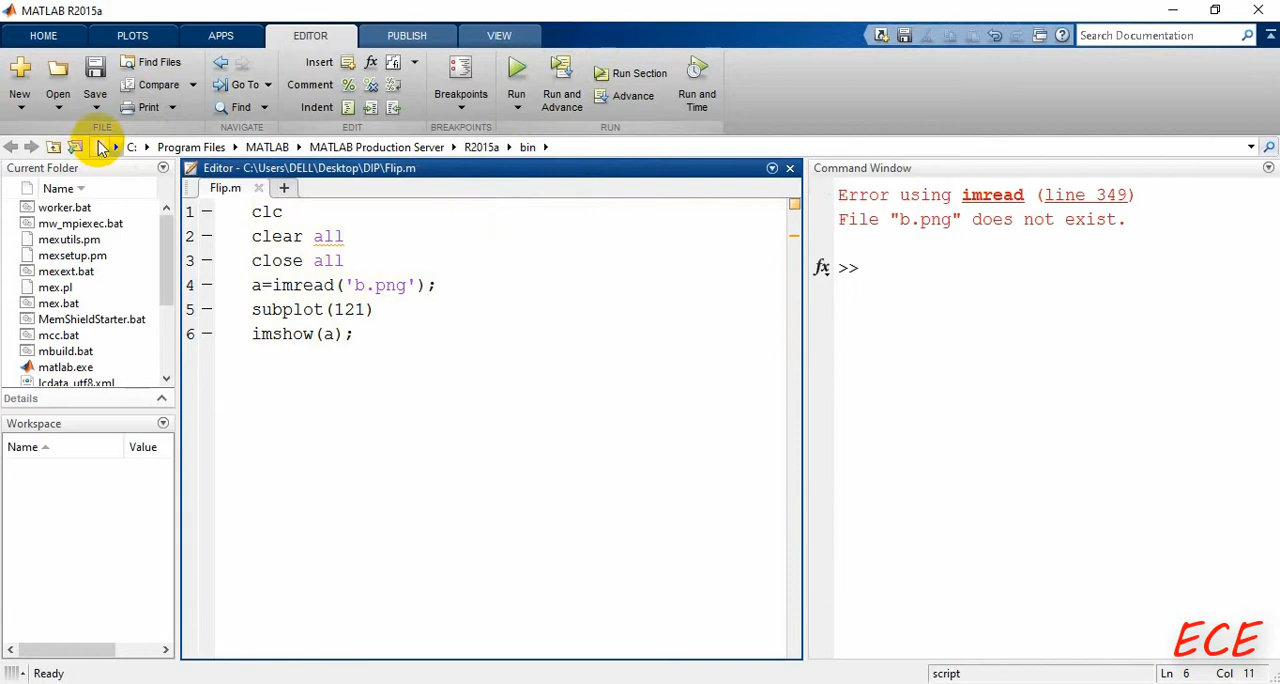 MATLAB R2015a
HOME PLOTS APPS EDITOR PUBLISH VIEW Search Documentation
Find Files Insert fx Run Section
Compare Go To Comment Advance
New Open Save Print Find Indent Breakpoints Run Run and Advance Run and Time
FILE NAVIGATE EDIT BREAKPOINTS RUN
C: Program Files MATLAB MATLAB Production Server R2015a bin
Current Folder
Name
worker.bat
mw_mpiexec.bat
mexutils.pm
mexsetup.pm
mexext.bat
mex.pl
mex.bat
MemShieldStarter.bat
mcc.bat
mbuild.bat
matlab.exe
lcdata_utf8.xml
Details
Workspace
Name Value
Editor - C:\Users\DELL\Desktop\DIP\Flip.m
Flip.m
1 clc
2 clear all
3 close all
4 a=imread('b.png');
5 subplot(121)
6 imshow(a);
Command Window
Error using imread (line 349)
File "b.png" does not exist.
fx >>
ECE
Ready script Ln 6 Col 11